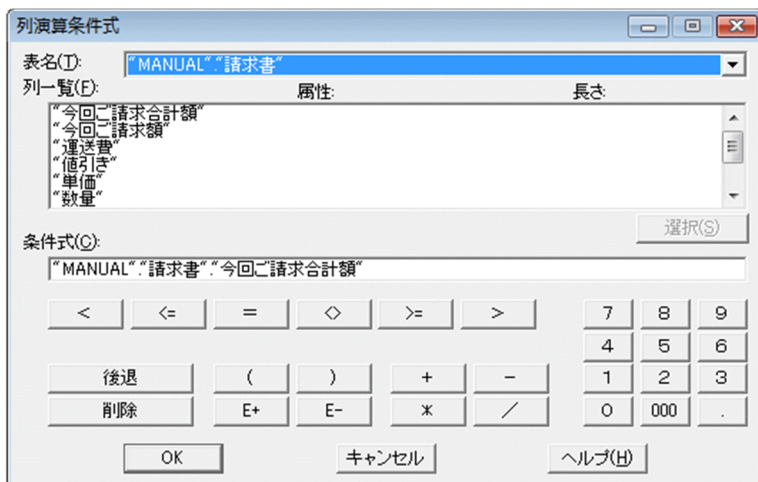 列演算条件式
表名(T): "MANUAL"."請求書"
列一覧(F): 属性: 長さ:
"今回ご請求合計額"
"今回ご請求額"
"運送費"
"値引き"
"単価"
"数量"
選択(S)
条件式(C):
"MANUAL"."請求書"."今回ご請求合計額"
< <= = <> >= > 7 8 9
4 5 6
後退 ( ) + - 1 2 3
削除 E+ E- * / 0 000 .
OK キャンセル ヘルプ(H)